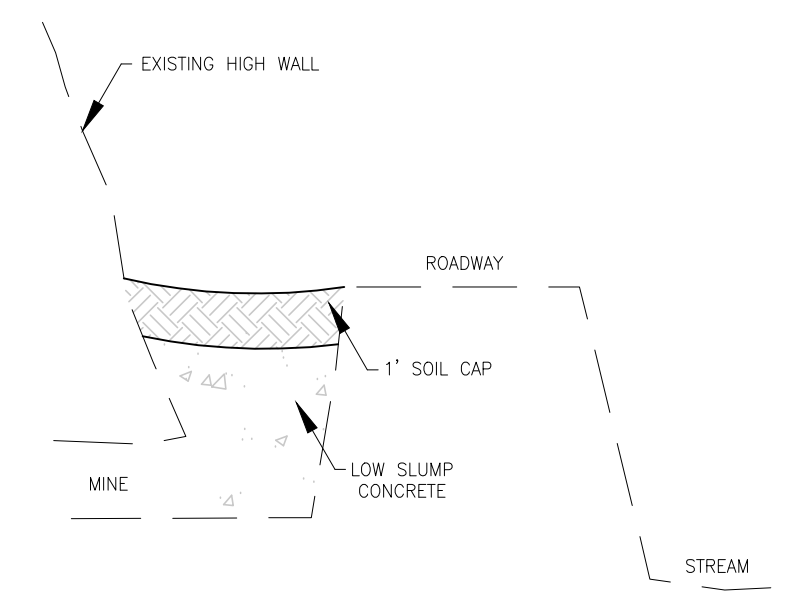 EXISTING HIGH WALL
ROADWAY
1' SOIL CAP
LOW SLUMP
CONCRETE
MINE
STREAM